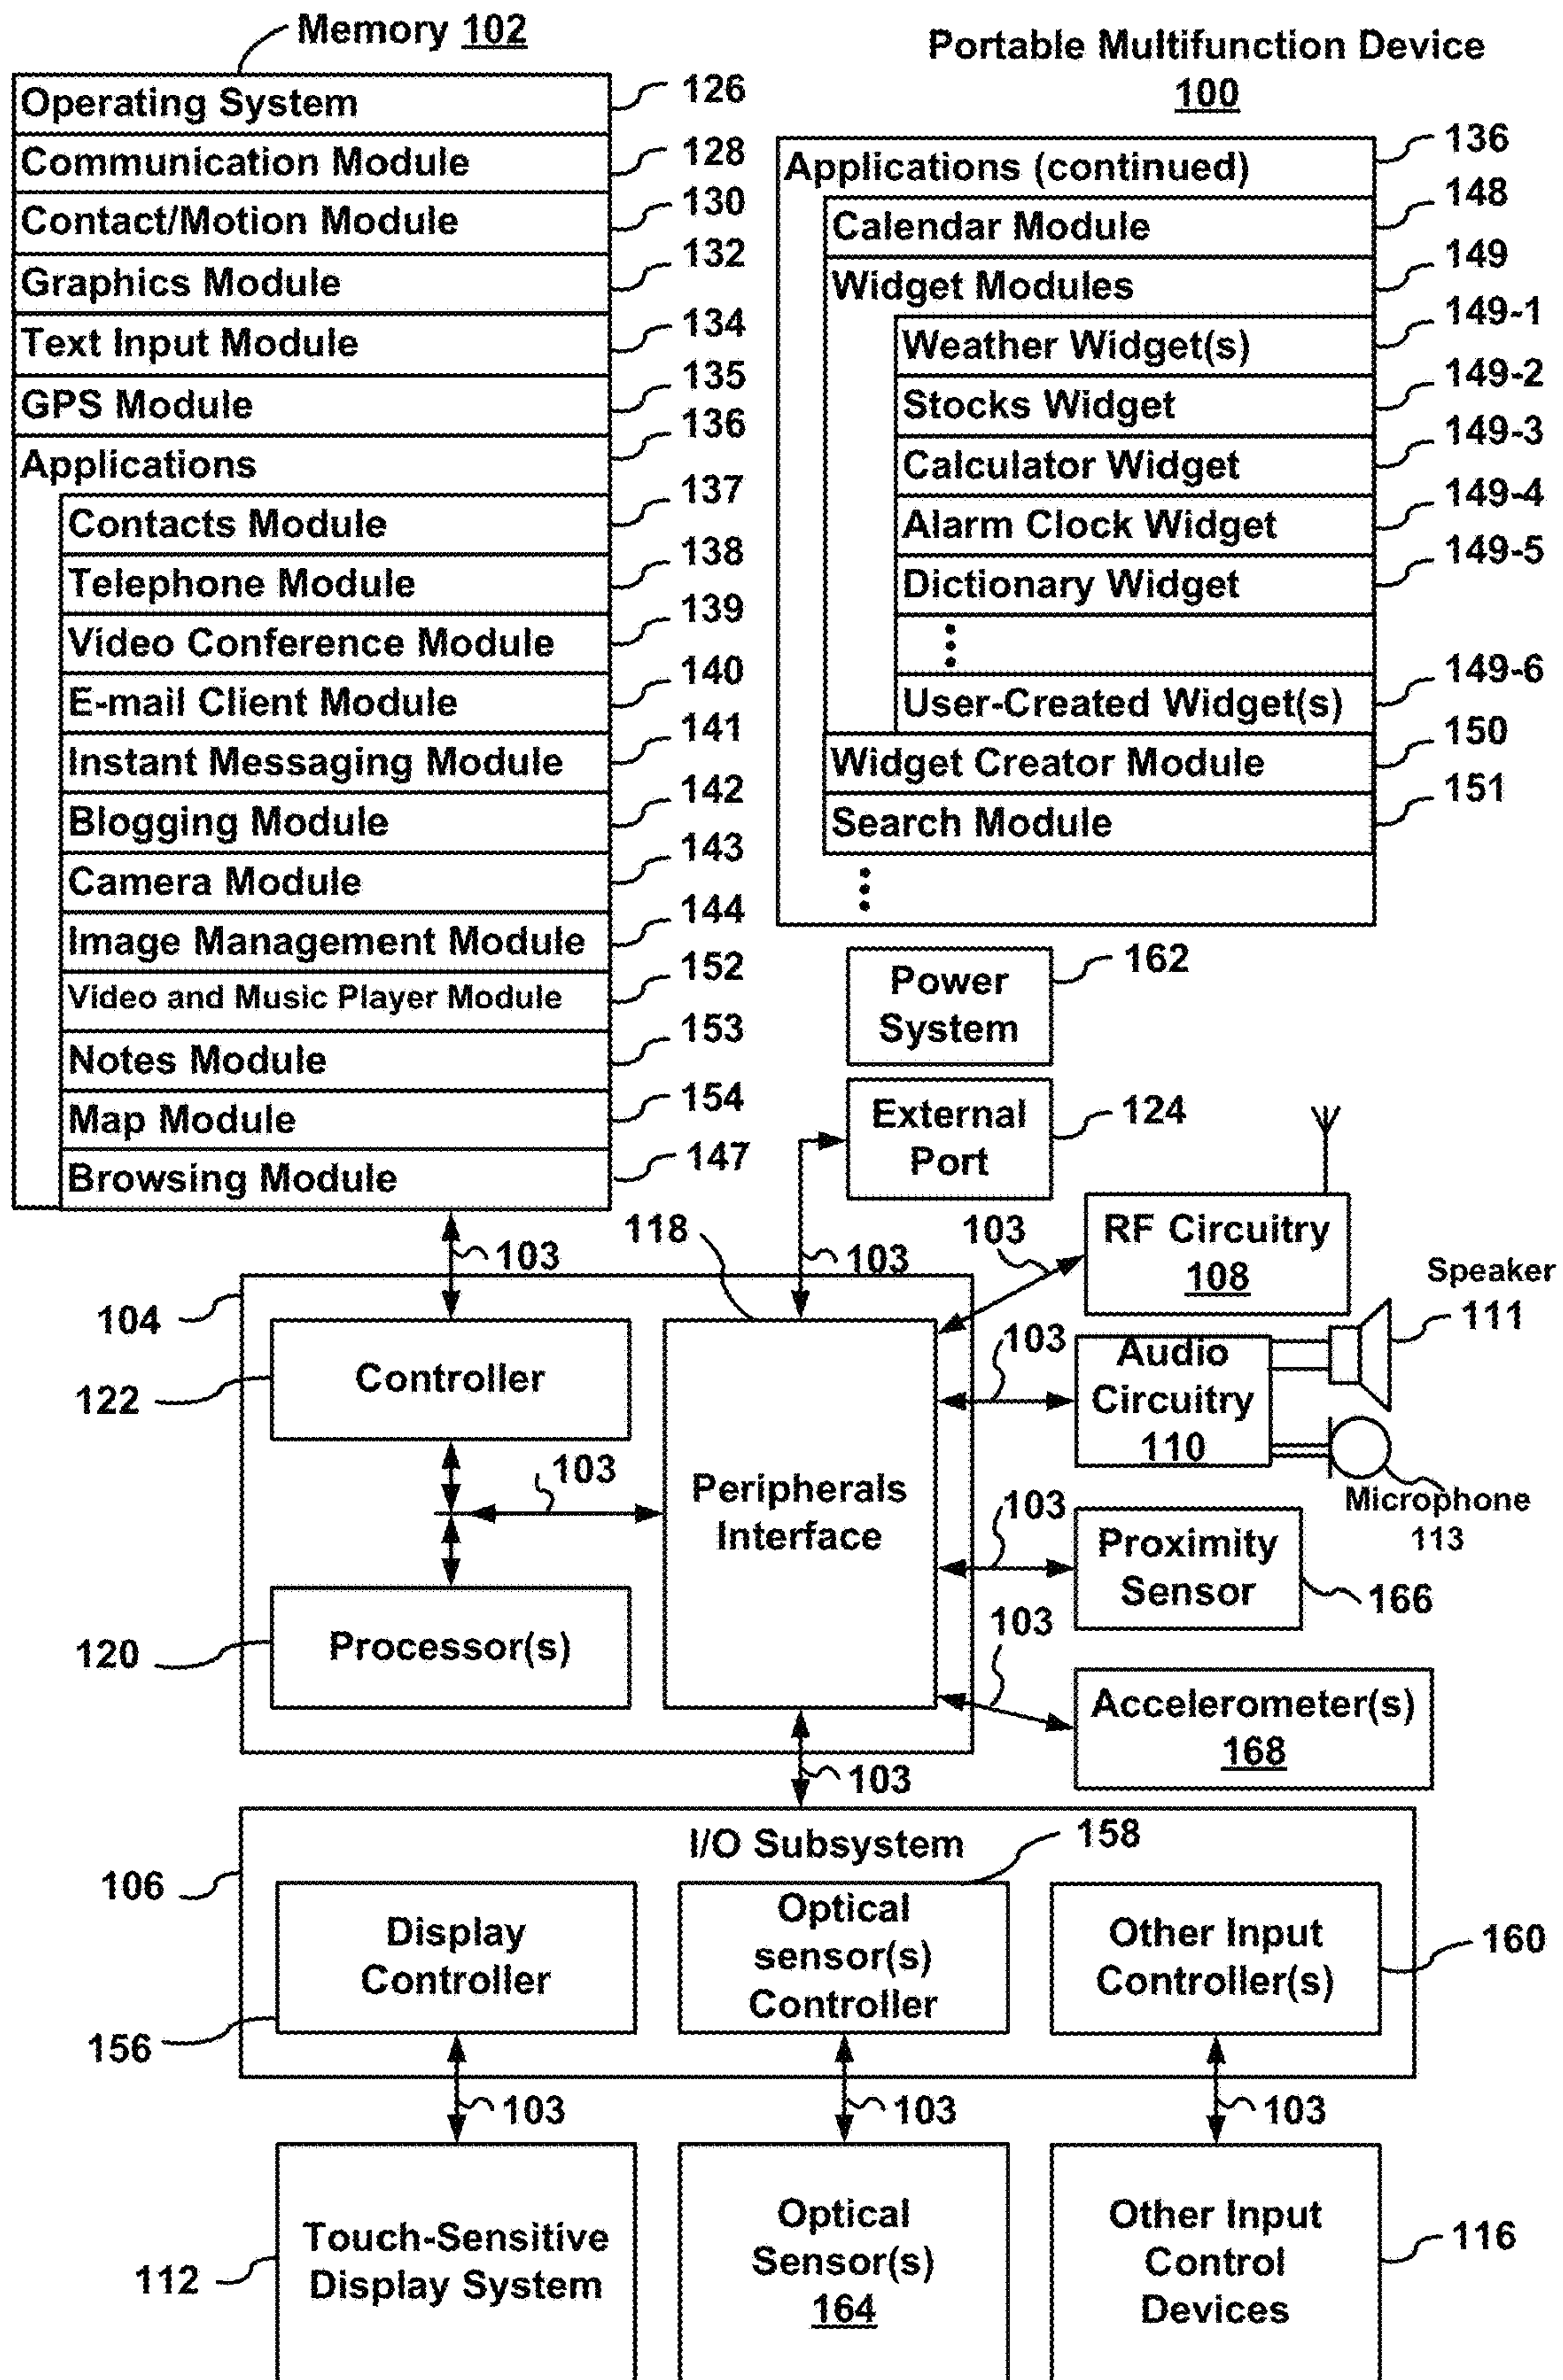 Memory 102
Portable Multifunction Device
100
Operating System
126
Communication Module
128
Contact/Motion Module
130
Graphics Module
132
Text Input Module
134
GPS Module
135
Applications
136
Contacts Module
137
Telephone Module
138
Video Conference Module
139
E-mail Client Module
140
Instant Messaging Module
141
Blogging Module
142
Camera Module
143
Image Management Module
144
Video and Music Player Module
152
Notes Module
153
Map Module
154
Browsing Module
147
Applications (continued)
136
Calendar Module
148
Widget Modules
149
Weather Widget(s)
149-1
Stocks Widget
149-2
Calculator Widget
149-3
Alarm Clock Widget
149-4
Dictionary Widget
149-5
User-Created Widget(s)
149-6
Widget Creator Module
150
Search Module
151
Power
System
162
External
Port
124
103
118
103
103
RF Circuitry
108
Speaker
111
104
Controller
122
103
Peripherals
Interface
103
Audio
Circuitry
110
Microphone
113
103
Proximity
Sensor
166
Processor(s)
120
103
Accelerometer(s)
168
103
I/O Subsystem
158
106
Display
Controller
156
Optical
sensor(s)
Controller
Other Input
Controller(s)
160
103
103
103
Touch-Sensitive
Display System
112
Optical
Sensor(s)
164
Other Input
Control
Devices
116